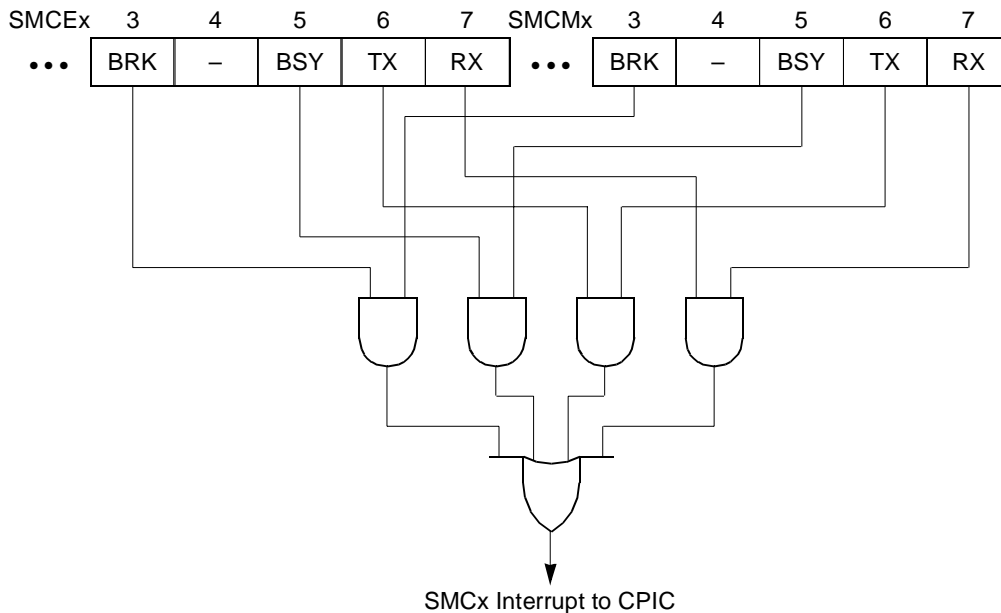 SMCEx 3 4 5 6 7 SMCMx 3 4 5 6 7
••• BRK – BSY TX RX ••• BRK – BSY TX RX
SMCx Interrupt to CPIC